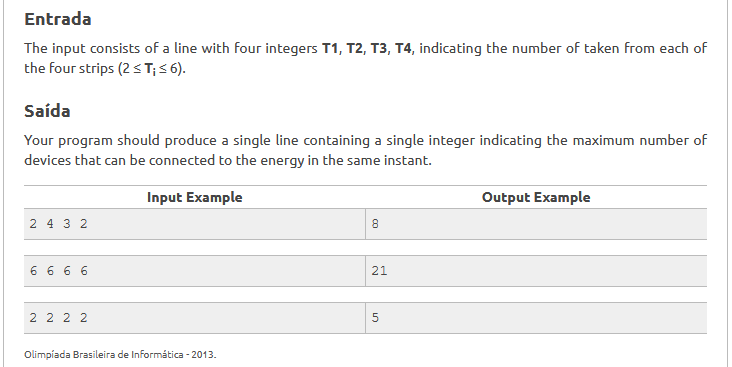 Entrada
The input consists of a line with four integers T1, T2, T3, T4, indicating the number of taken from each of
the four strips (2 ≤ Ti ≤ 6).
Saída
Your program should produce a single line containing a single integer indicating the maximum number of
devices that can be connected to the energy in the same instant.
Input Example Output Example
2 4 3 2 8
6 6 6 6 21
2 2 2 2 5
Olimpíada Brasileira de Informática - 2013.